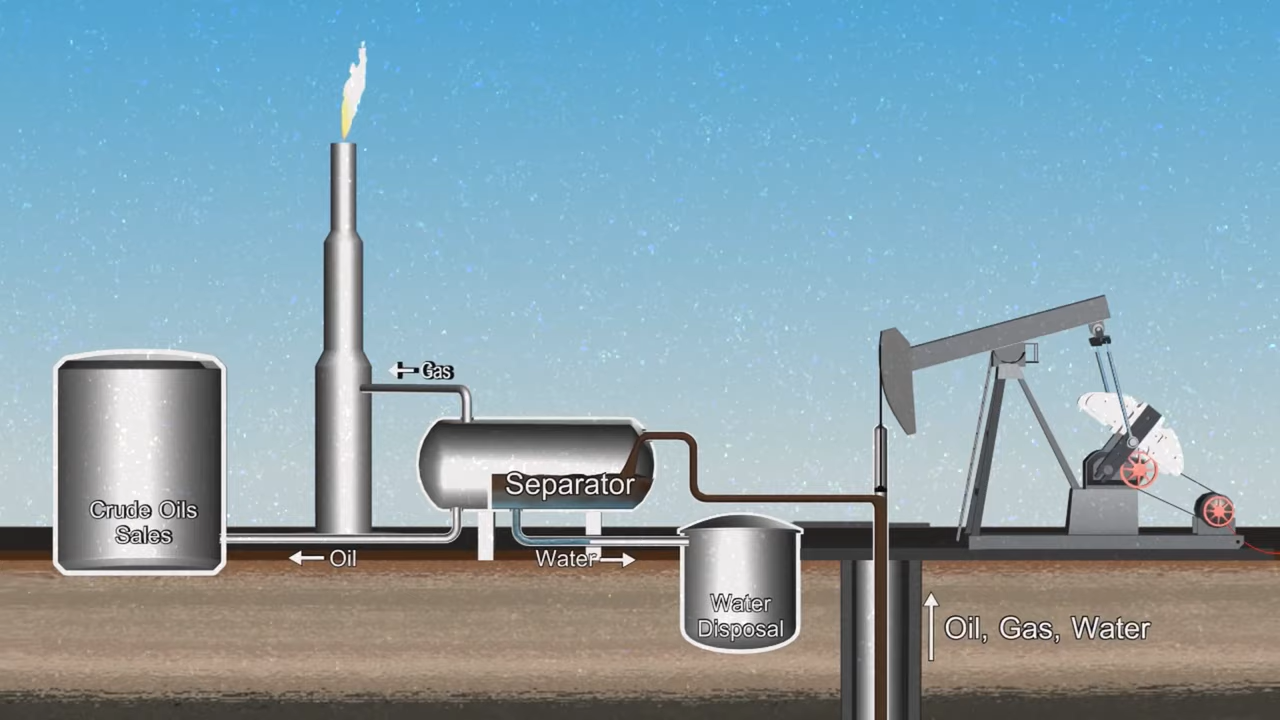 Gas
Separator
Crude Oils
Sales
Oil
Water
Water
Disposal
Oil, Gas, Water